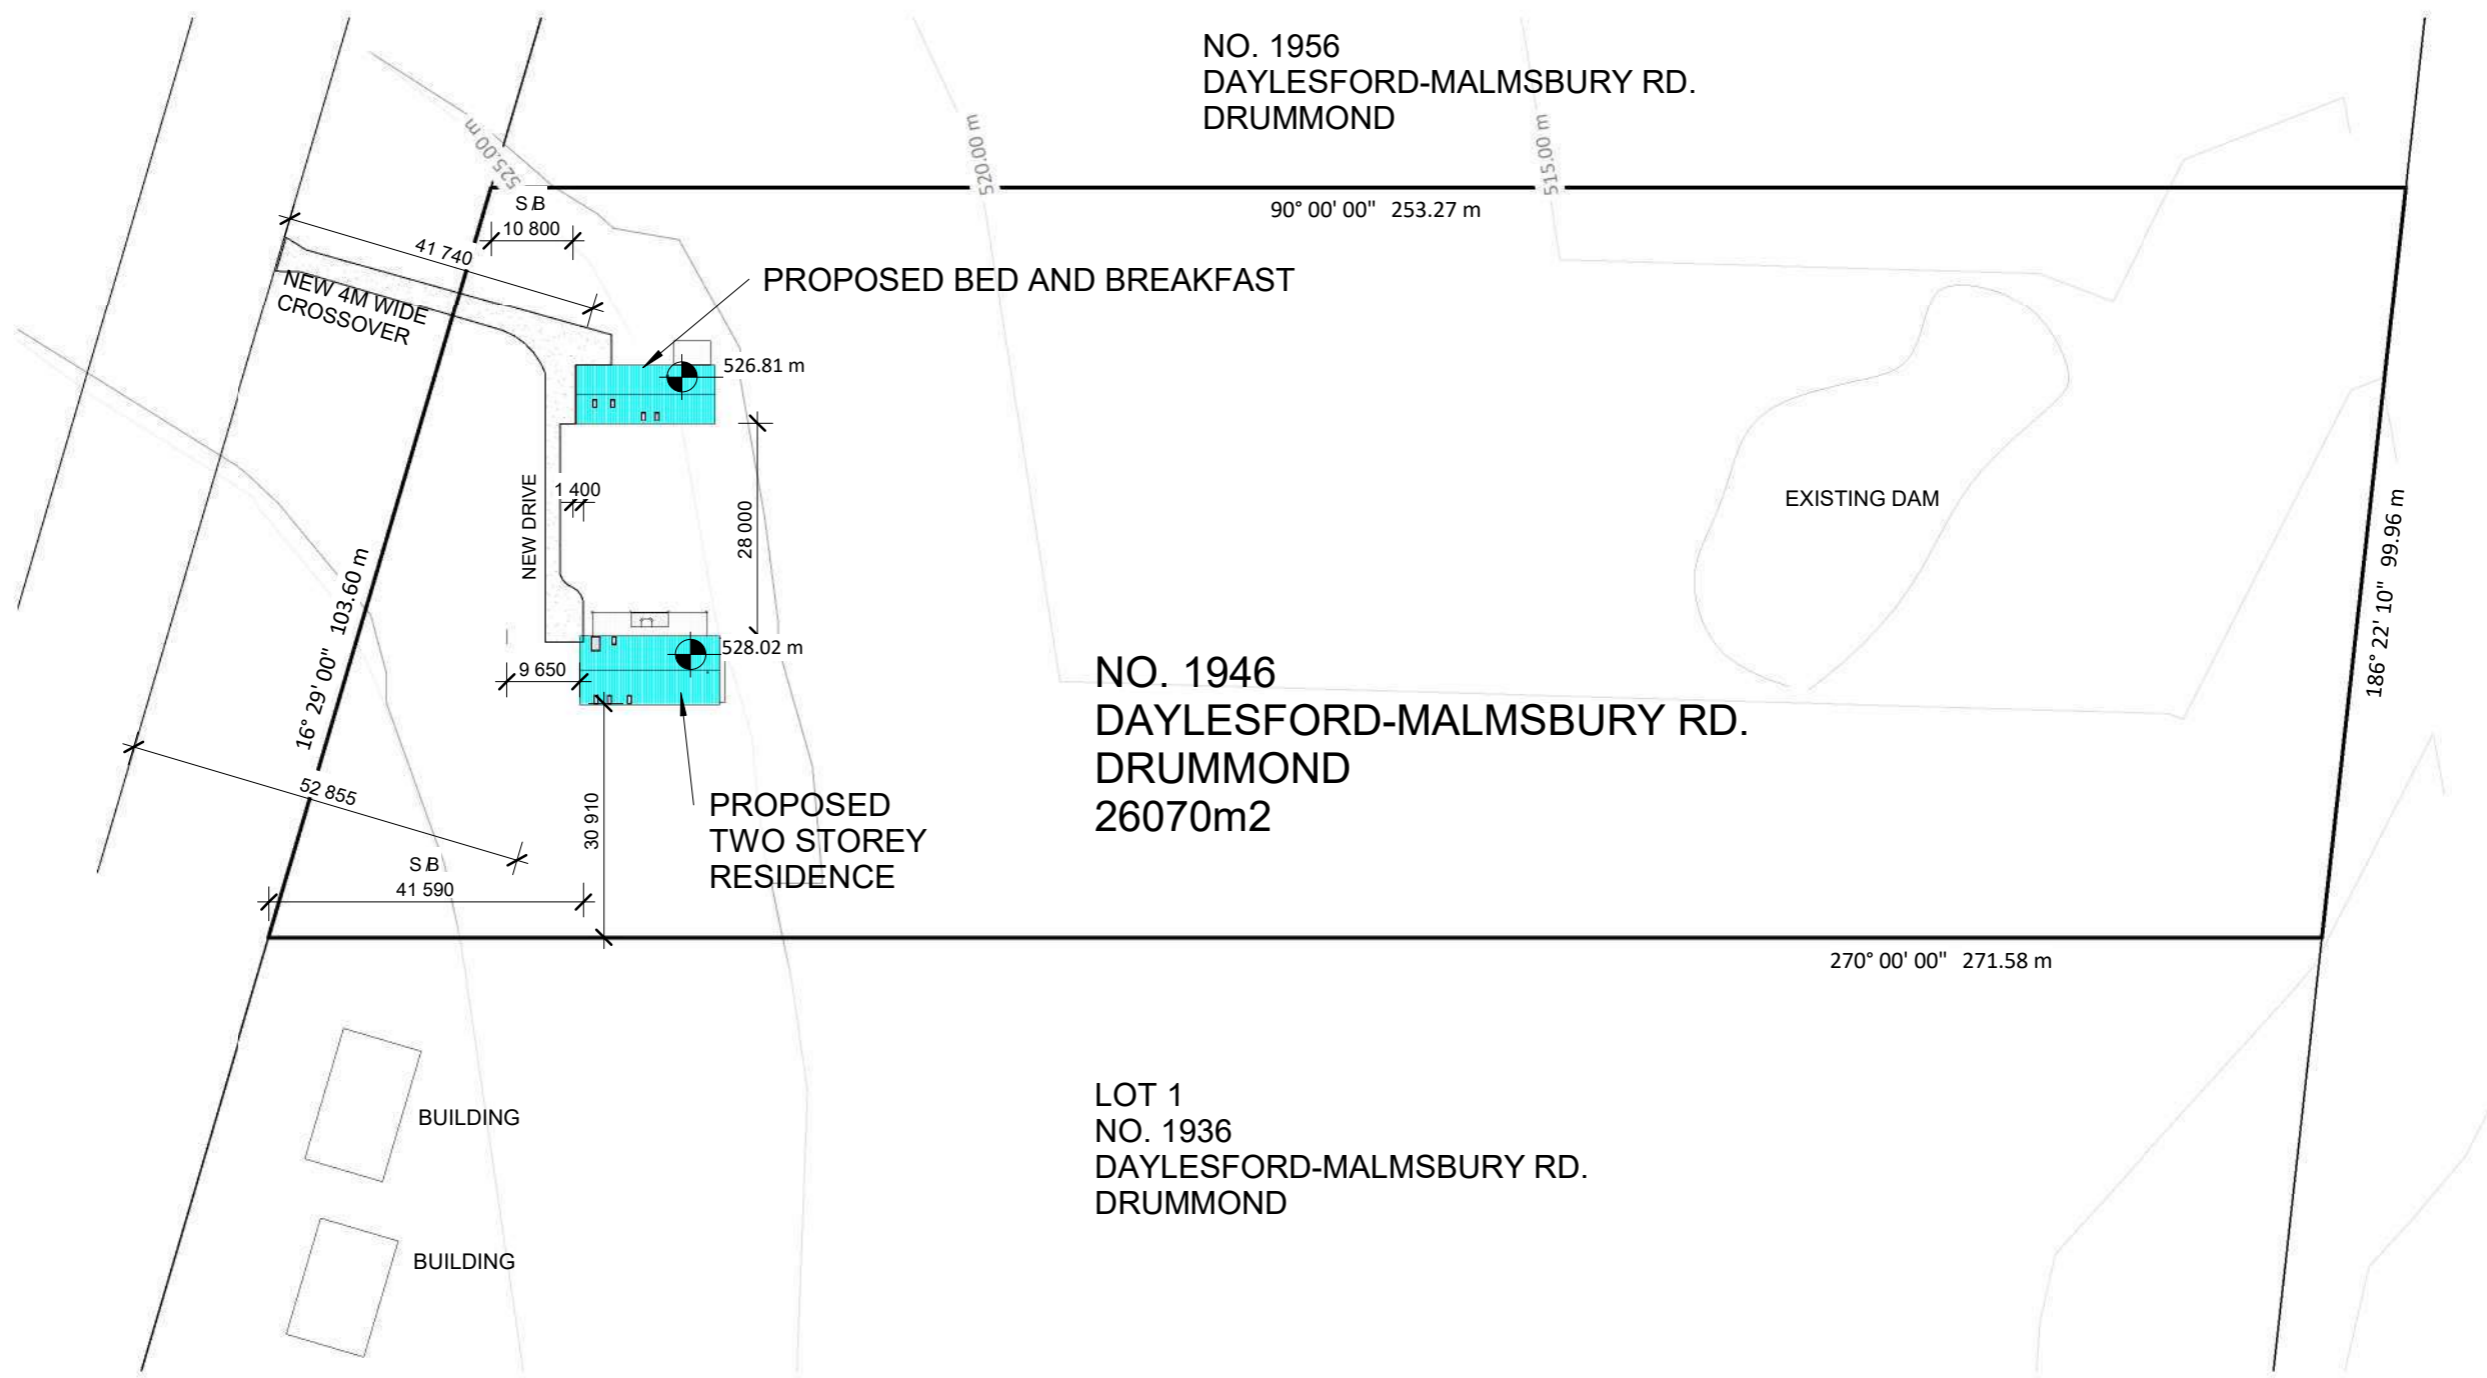 NO. 1956
DAYLESFORD-MALMSBURY RD.
DRUMMOND
525.00 m
520.00 m
515.00 m
90° 00' 00" 253.27 m
S/B
10 800
41 740
NEW 4M WIDE
CROSSOVER
PROPOSED BED AND BREAKFAST
526.81 m
NEW DRIVE
1 400
28 000
EXISTING DAM
186° 22' 10" 99.96 m
16° 29' 00" 103.60 m
528.02 m
9 650
NO. 1946
DAYLESFORD-MALMSBURY RD.
DRUMMOND
26070m2
52 855
30 910
PROPOSED
TWO STOREY
RESIDENCE
S/B
41 590
270° 00' 00" 271.58 m
BUILDING
BUILDING
LOT 1
NO. 1936
DAYLESFORD-MALMSBURY RD.
DRUMMOND